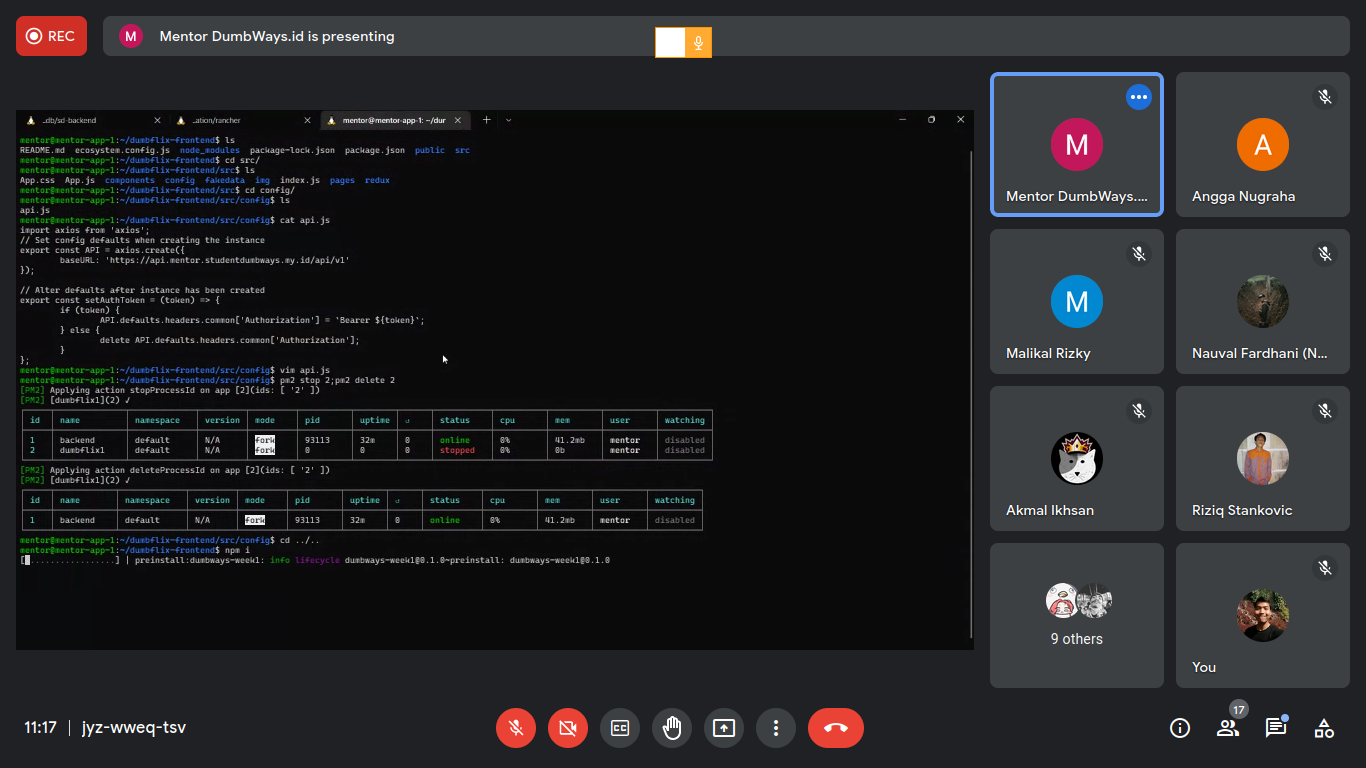 REC
M
Mentor DumbWays.id is presenting
..db/sd-backend
..ation/rancher
mentor@mentor-app-1: ~/dur
mentor@mentor-app-1:~/dumbflix-frontend$ ls
README.md ecosystem.config.js node_modules package-lock.json package.json public src
mentor@mentor-app-1:~/dumbflix-frontend$ cd src/
mentor@mentor-app-1:~/dumbflix-frontend/src$ ls
App.css App.js components config fakedata img index.js pages redux
mentor@mentor-app-1:~/dumbflix-frontend/src$ cd config/
mentor@mentor-app-1:~/dumbflix-frontend/src/config$ ls
api.js
mentor@mentor-app-1:~/dumbflix-frontend/src/config$ cat api.js
import axios from 'axios';
// Set config defaults when creating the instance
export const API = axios.create({
baseURL: 'https://api.mentor.studentdumbways.my.id/api/v1'
});
// Alter defaults after instance has been created
export const setAuthToken = (token) => {
if (token) {
API.defaults.headers.common['Authorization'] = `Bearer ${token}`;
} else {
delete API.defaults.headers.common['Authorization'];
}
};
mentor@mentor-app-1:~/dumbflix-frontend/src/config$ vim api.js
mentor@mentor-app-1:~/dumbflix-frontend/src/config$ pm2 stop 2;pm2 delete 2
[PM2] Applying action stopProcessId on app [2](ids: [ '2' ])
[PM2] [dumbflix1](2) ✓
id name namespace version mode pid uptime ↺ status cpu mem user watching
1 backend default N/A fork 93113 32m 0 online 0% 41.2mb mentor disabled
2 dumbflix1 default N/A fork 0 0 0 stopped 0% 0b mentor disabled
[PM2] Applying action deleteProcessId on app [2](ids: [ '2' ])
[PM2] [dumbflix1](2) ✓
id name namespace version mode pid uptime ↺ status cpu mem user watching
1 backend default N/A fork 93113 32m 0 online 0% 41.2mb mentor disabled
mentor@mentor-app-1:~/dumbflix-frontend/src/config$ cd ../..
mentor@mentor-app-1:~/dumbflix-frontend$ npm i
[ .................] | preinstall:dumbways-week1: info lifecycle dumbways-week1@0.1.0~preinstall: dumbways-week1@0.1.0
M
Mentor DumbWays....
A
Angga Nugraha
M
Malikal Rizky
Nauval Fardhani (N...
Akmal Ikhsan
Riziq Stankovic
9 others
You
11:17 | jyz-wweq-tsv
CC
17